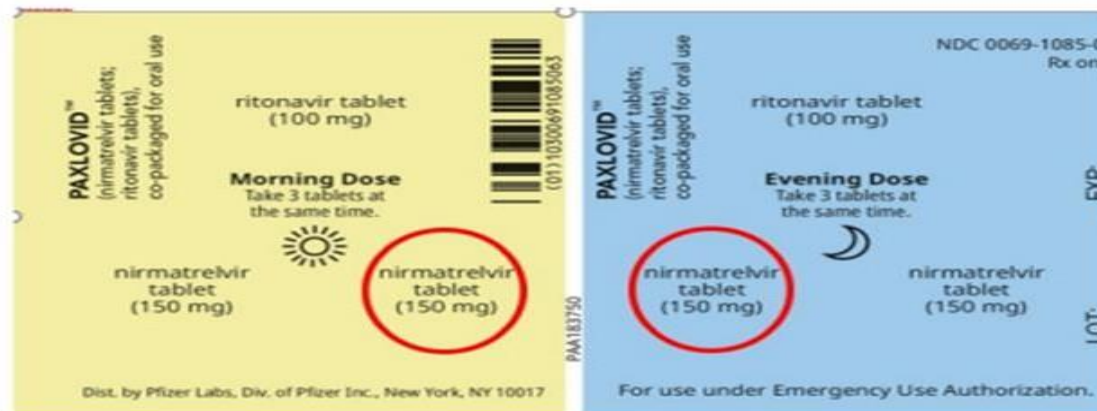 PAXLOVID™
(nirmatrelvir tablets;
ritonavir tablets),
co-packaged for oral use
ritonavir tablet
(100 mg)
(01)10300691085063
Morning Dose
Take 3 tablets at
the same time.
nirmatrelvir
tablet
(150 mg)
nirmatrelvir
tablet
(150 mg)
Dist. by Pfizer Labs, Div. of Pfizer Inc., New York, NY 10017
PAA183750
PAXLOVID™
(nirmatrelvir tablets;
ritonavir tablets),
co-packaged for oral use
NDC 0069-1085-0
Rx on
ritonavir tablet
(100 mg)
Evening Dose
Take 3 tablets at
the same time.
nirmatrelvir
tablet
(150 mg)
nirmatrelvir
tablet
(150 mg)
EXP:
LOT:
For use under Emergency Use Authorization.